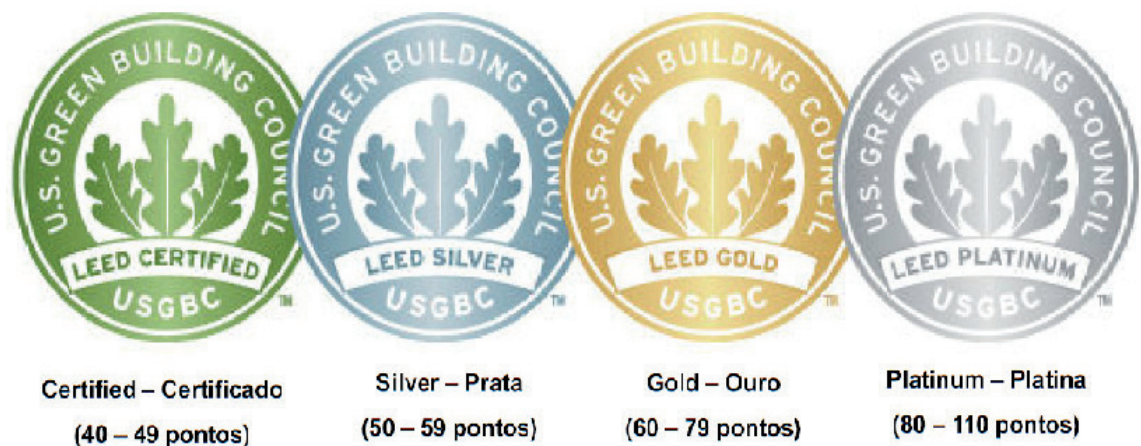 U.S. GREEN BUILDING COUNCIL
LEED CERTIFIED
USGBC
TM
U.S. GREEN BUILDING COUNCIL
LEED SILVER
USGBC
TM
U.S. GREEN BUILDING COUNCIL
LEED GOLD
USGBC
TM
U.S. GREEN BUILDING COUNCIL
LEED PLATINUM
USGBC
TM
Certified – Certificado
(40 – 49 pontos)
Silver – Prata
(50 – 59 pontos)
Gold – Ouro
(60 – 79 pontos)
Platinum – Platina
(80 – 110 pontos)